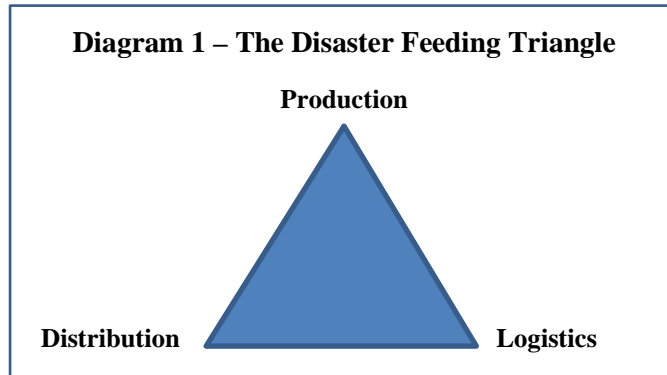 Diagram 1 – The Disaster Feeding Triangle
Production
Distribution
Logistics